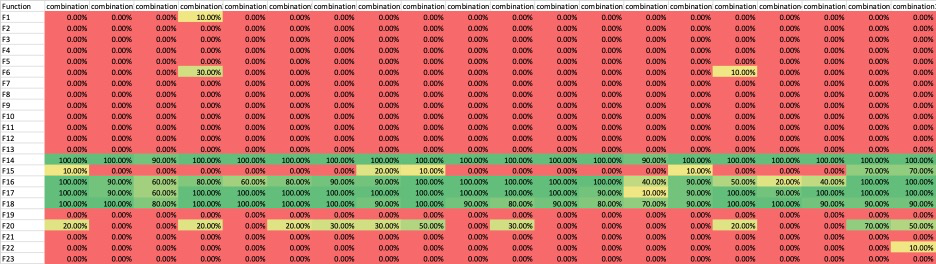 Function combination combination combination combination combination combination combination combination combination combination combination combination combination combination combination combination combination combination combination combination
F1 0.00% 0.00% 0.00% 10.00% 0.00% 0.00% 0.00% 0.00% 0.00% 0.00% 0.00% 0.00% 0.00% 0.00% 0.00% 0.00% 0.00% 0.00% 0.00% 0.00%
F2 0.00% 0.00% 0.00% 0.00% 0.00% 0.00% 0.00% 0.00% 0.00% 0.00% 0.00% 0.00% 0.00% 0.00% 0.00% 0.00% 0.00% 0.00% 0.00% 0.00%
F3 0.00% 0.00% 0.00% 0.00% 0.00% 0.00% 0.00% 0.00% 0.00% 0.00% 0.00% 0.00% 0.00% 0.00% 0.00% 0.00% 0.00% 0.00% 0.00% 0.00%
F4 0.00% 0.00% 0.00% 0.00% 0.00% 0.00% 0.00% 0.00% 0.00% 0.00% 0.00% 0.00% 0.00% 0.00% 0.00% 0.00% 0.00% 0.00% 0.00% 0.00%
F5 0.00% 0.00% 0.00% 0.00% 0.00% 0.00% 0.00% 0.00% 0.00% 0.00% 0.00% 0.00% 0.00% 0.00% 0.00% 0.00% 0.00% 0.00% 0.00% 0.00%
F6 0.00% 0.00% 0.00% 30.00% 0.00% 0.00% 0.00% 0.00% 0.00% 0.00% 0.00% 0.00% 0.00% 0.00% 0.00% 10.00% 0.00% 0.00% 0.00% 0.00%
F7 0.00% 0.00% 0.00% 0.00% 0.00% 0.00% 0.00% 0.00% 0.00% 0.00% 0.00% 0.00% 0.00% 0.00% 0.00% 0.00% 0.00% 0.00% 0.00% 0.00%
F8 0.00% 0.00% 0.00% 0.00% 0.00% 0.00% 0.00% 0.00% 0.00% 0.00% 0.00% 0.00% 0.00% 0.00% 0.00% 0.00% 0.00% 0.00% 0.00% 0.00%
F9 0.00% 0.00% 0.00% 0.00% 0.00% 0.00% 0.00% 0.00% 0.00% 0.00% 0.00% 0.00% 0.00% 0.00% 0.00% 0.00% 0.00% 0.00% 0.00% 0.00%
F10 0.00% 0.00% 0.00% 0.00% 0.00% 0.00% 0.00% 0.00% 0.00% 0.00% 0.00% 0.00% 0.00% 0.00% 0.00% 0.00% 0.00% 0.00% 0.00% 0.00%
F11 0.00% 0.00% 0.00% 0.00% 0.00% 0.00% 0.00% 0.00% 0.00% 0.00% 0.00% 0.00% 0.00% 0.00% 0.00% 0.00% 0.00% 0.00% 0.00% 0.00%
F12 0.00% 0.00% 0.00% 0.00% 0.00% 0.00% 0.00% 0.00% 0.00% 0.00% 0.00% 0.00% 0.00% 0.00% 0.00% 0.00% 0.00% 0.00% 0.00% 0.00%
F13 0.00% 0.00% 0.00% 0.00% 0.00% 0.00% 0.00% 0.00% 0.00% 0.00% 0.00% 0.00% 0.00% 0.00% 0.00% 0.00% 0.00% 0.00% 0.00% 0.00%
F14 100.00% 100.00% 90.00% 100.00% 100.00% 100.00% 100.00% 100.00% 100.00% 100.00% 100.00% 100.00% 100.00% 90.00% 100.00% 100.00% 100.00% 100.00% 100.00% 100.00%
F15 10.00% 0.00% 0.00% 0.00% 0.00% 0.00% 0.00% 20.00% 10.00% 0.00% 0.00% 0.00% 0.00% 0.00% 10.00% 0.00% 0.00% 0.00% 70.00% 70.00%
F16 100.00% 90.00% 60.00% 80.00% 60.00% 80.00% 90.00% 90.00% 100.00% 100.00% 100.00% 100.00% 100.00% 40.00% 90.00% 50.00% 20.00% 40.00% 100.00% 100.00%
F17 100.00% 90.00% 60.00% 100.00% 100.00% 100.00% 100.00% 100.00% 100.00% 100.00% 100.00% 100.00% 90.00% 10.00% 100.00% 90.00% 100.00% 100.00% 100.00% 100.00%
F18 100.00% 100.00% 80.00% 100.00% 100.00% 100.00% 100.00% 90.00% 100.00% 90.00% 80.00% 90.00% 80.00% 70.00% 90.00% 100.00% 100.00% 90.00% 90.00% 90.00%
F19 0.00% 0.00% 0.00% 0.00% 0.00% 0.00% 0.00% 0.00% 0.00% 0.00% 0.00% 0.00% 0.00% 0.00% 0.00% 0.00% 0.00% 0.00% 0.00% 0.00%
F20 20.00% 0.00% 0.00% 20.00% 0.00% 20.00% 30.00% 30.00% 50.00% 0.00% 30.00% 0.00% 0.00% 0.00% 0.00% 20.00% 0.00% 0.00% 70.00% 50.00%
F21 0.00% 0.00% 0.00% 0.00% 0.00% 0.00% 0.00% 0.00% 0.00% 0.00% 0.00% 0.00% 0.00% 0.00% 0.00% 0.00% 0.00% 0.00% 0.00% 0.00%
F22 0.00% 0.00% 0.00% 0.00% 0.00% 0.00% 0.00% 0.00% 0.00% 0.00% 0.00% 0.00% 0.00% 0.00% 0.00% 0.00% 0.00% 0.00% 0.00% 10.00%
F23 0.00% 0.00% 0.00% 0.00% 0.00% 0.00% 0.00% 0.00% 0.00% 0.00% 0.00% 0.00% 0.00% 0.00% 0.00% 0.00% 0.00% 0.00% 0.00% 0.00%